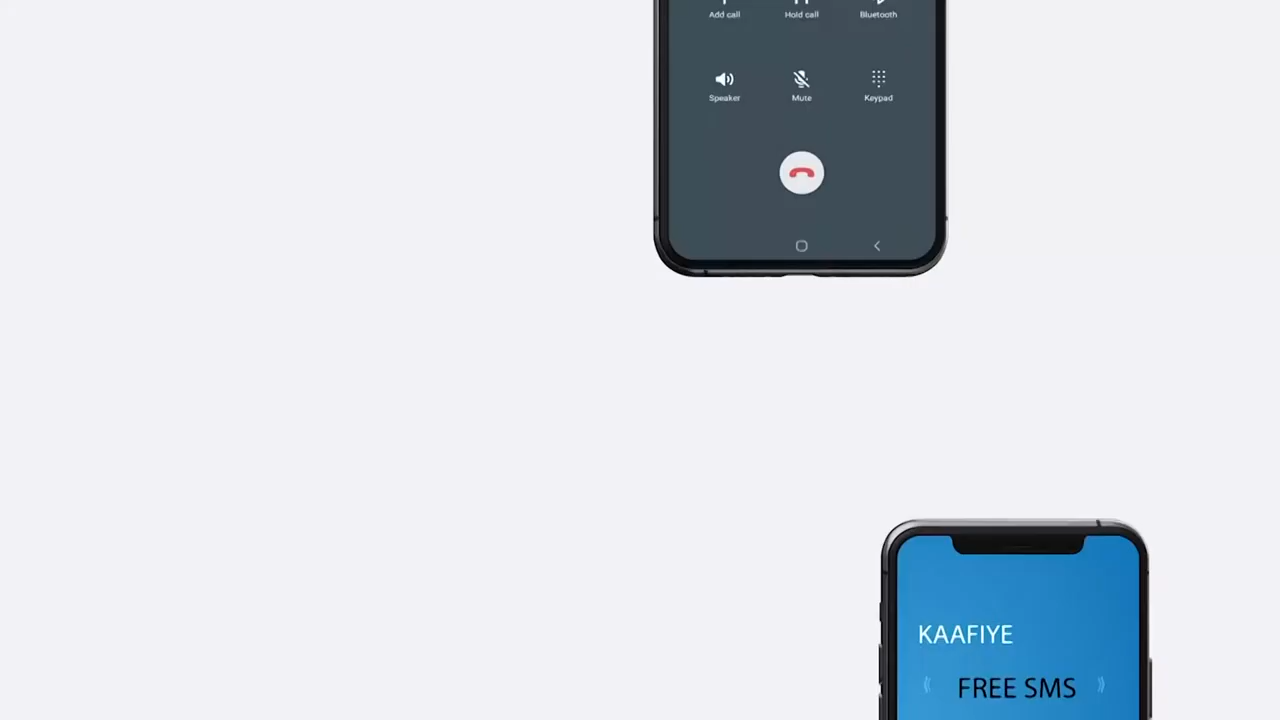 Add call Hold call Bluetooth
Speaker Mute Keypad
KAAFIYE
FREE SMS